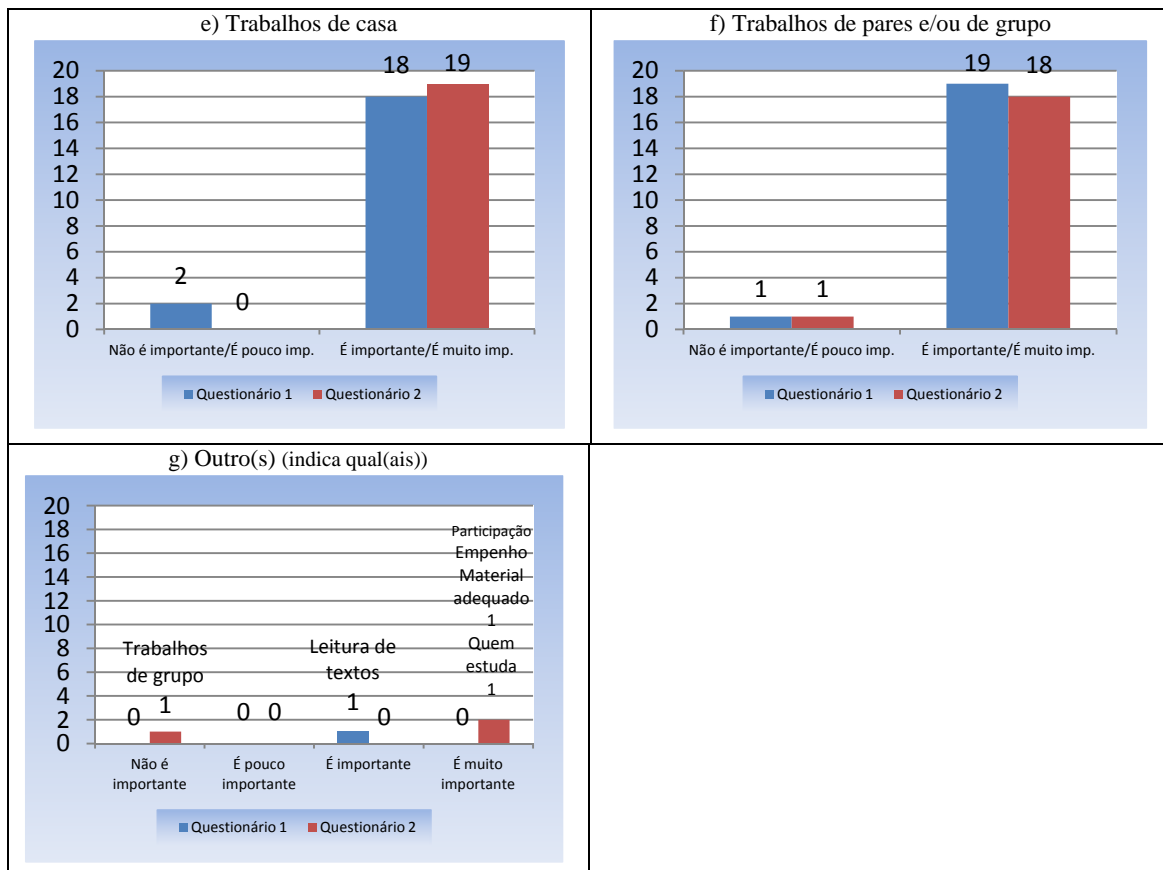 e) Trabalhos de casa
20
18
16
14
12
10
8
6
4
2
0
2
0
18
19
Não é importante/É pouco imp.
É importante/É muito imp.
Questionário 1
Questionário 2
f) Trabalhos de pares e/ou de grupo
20
18
16
14
12
10
8
6
4
2
0
1
1
19
18
Não é importante/É pouco imp.
É importante/É muito imp.
Questionário 1
Questionário 2
g) Outro(s) (indica qual(ais))
20
18
16
14
12
10
8
6
4
2
0
0
Trabalhos
de grupo
1
0
0
Leitura de
textos
1
0
0
Participação
Empenho
Material
adequado
1
Quem
estuda
1
Não é
importante
É pouco
importante
É importante
É muito
importante
Questionário 1
Questionário 2